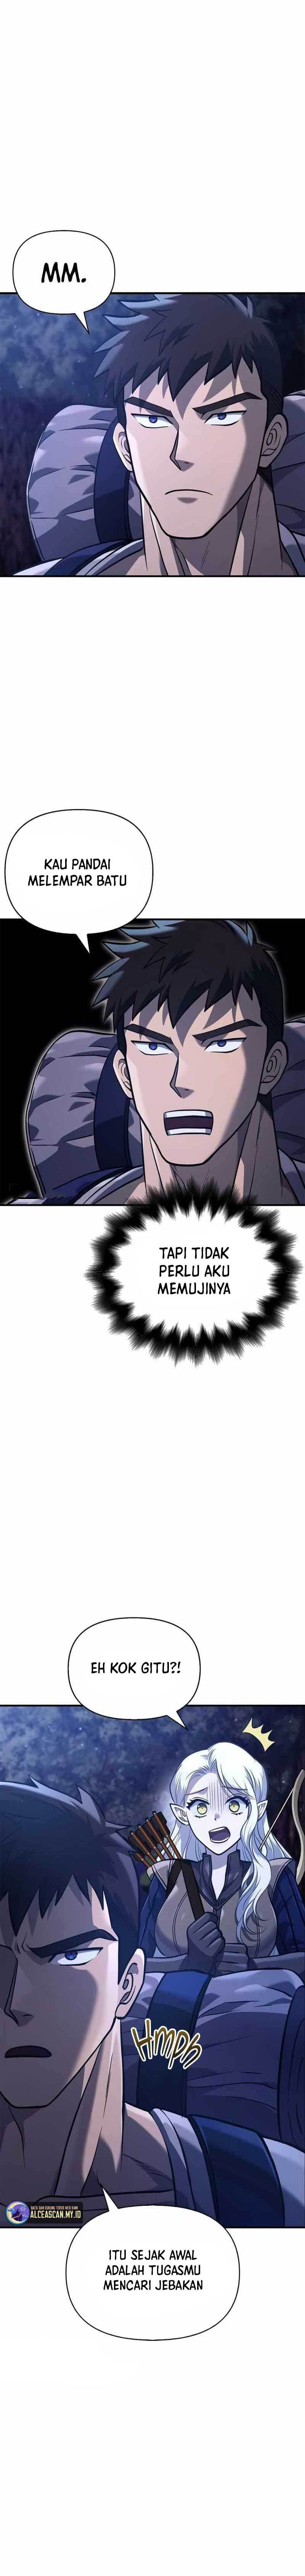 MM.
KAU PANDAI
MELEMPAR BATU
TAPI TIDAK
PERLU AKU
MEMUJINYA
EH KOK GITU?!
HMPH
ALCEASCAN.MY.ID
ITU SEJAK AWAL
ADALAH TUGASMU
MENCARI JEBAKAN